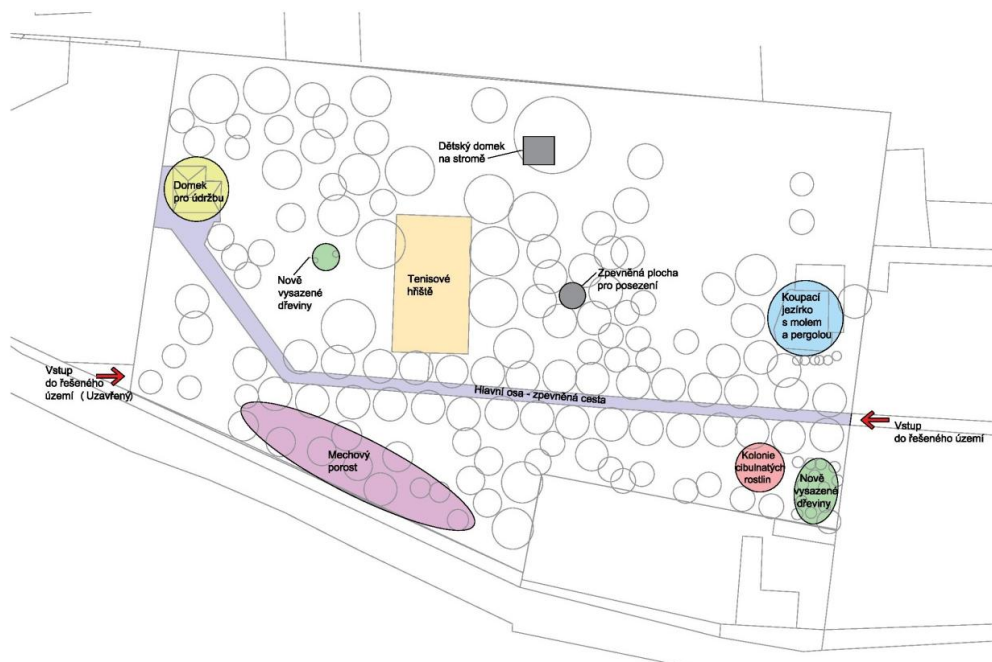 Dětský domek
na stromě
Domek
pro údržbu
Nově
vysazené
dřeviny
Tenisové
hřiště
Zpevněná plocha
pro posezení
Koupací
jezírko
s molem
a pergolou
Vstup
do řešeného
území ( Uzavřený)
Hlavní osa - zpevněná cesta
Vstup
do řešeného území
Mechový
porost
Kolonie
cibulnatých
rostlin
Nově
vysazené
dřeviny